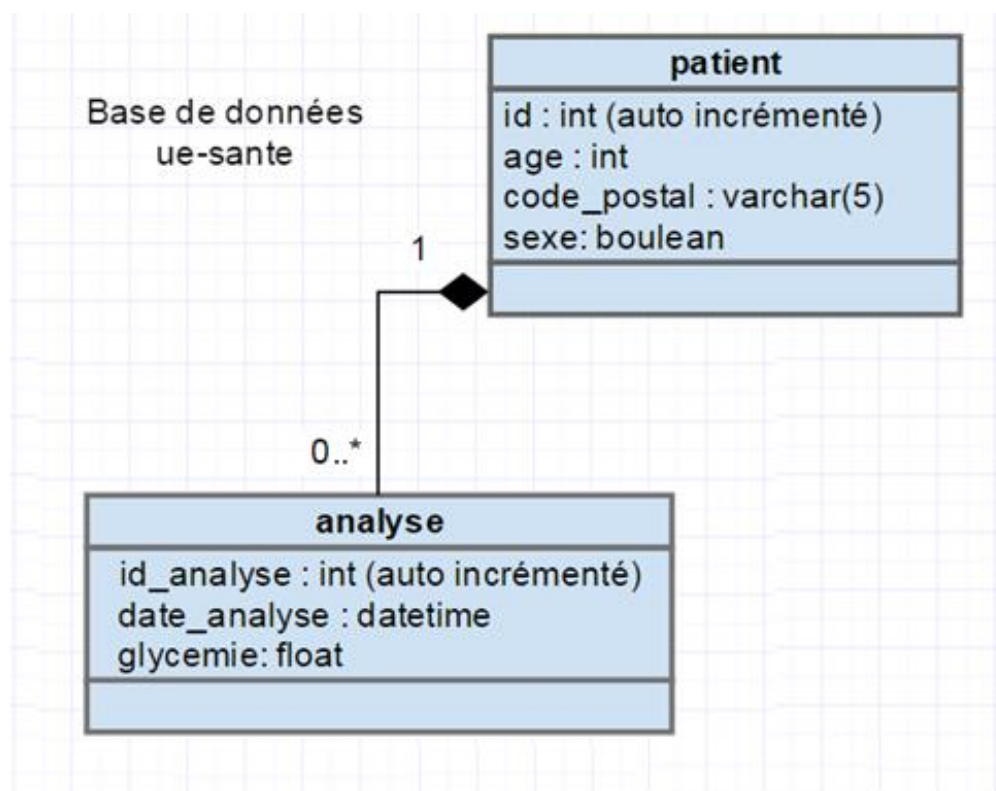 Base de données
ue-sante
patient
id : int (auto incrémenté)
age : int
code_postal : varchar(5)
sexe: boulean
1
0..*
analyse
id_analyse : int (auto incrémenté)
date_analyse : datetime
glycemie: float